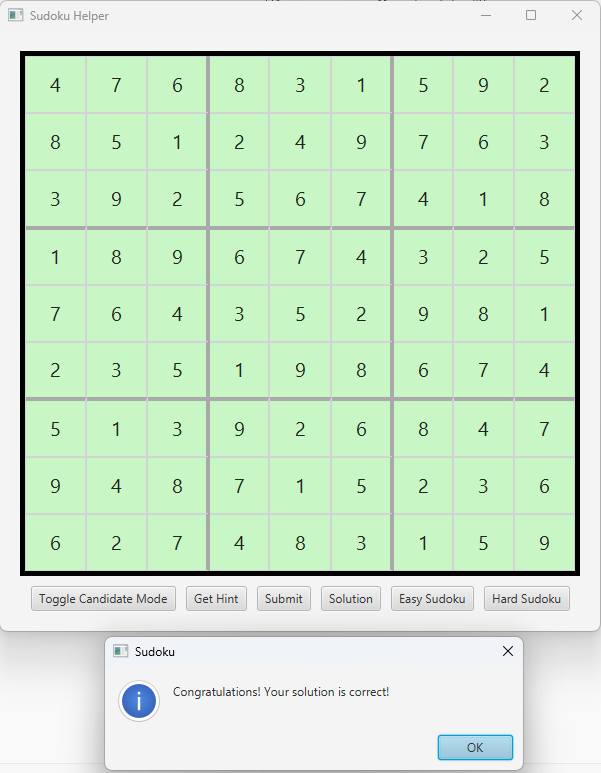 Sudoku Helper
4 7 6 8 3 1 5 9 2
8 5 1 2 4 9 7 6 3
3 9 2 5 6 7 4 1 8
1 8 9 6 7 4 3 2 5
7 6 4 3 5 2 9 8 1
2 3 5 1 9 8 6 7 4
5 1 3 9 2 6 8 4 7
9 4 8 7 1 5 2 3 6
6 2 7 4 8 3 1 5 9
Toggle Candidate Mode Get Hint Submit Solution Easy Sudoku Hard Sudoku
Sudoku
Congratulations! Your solution is correct!
OK